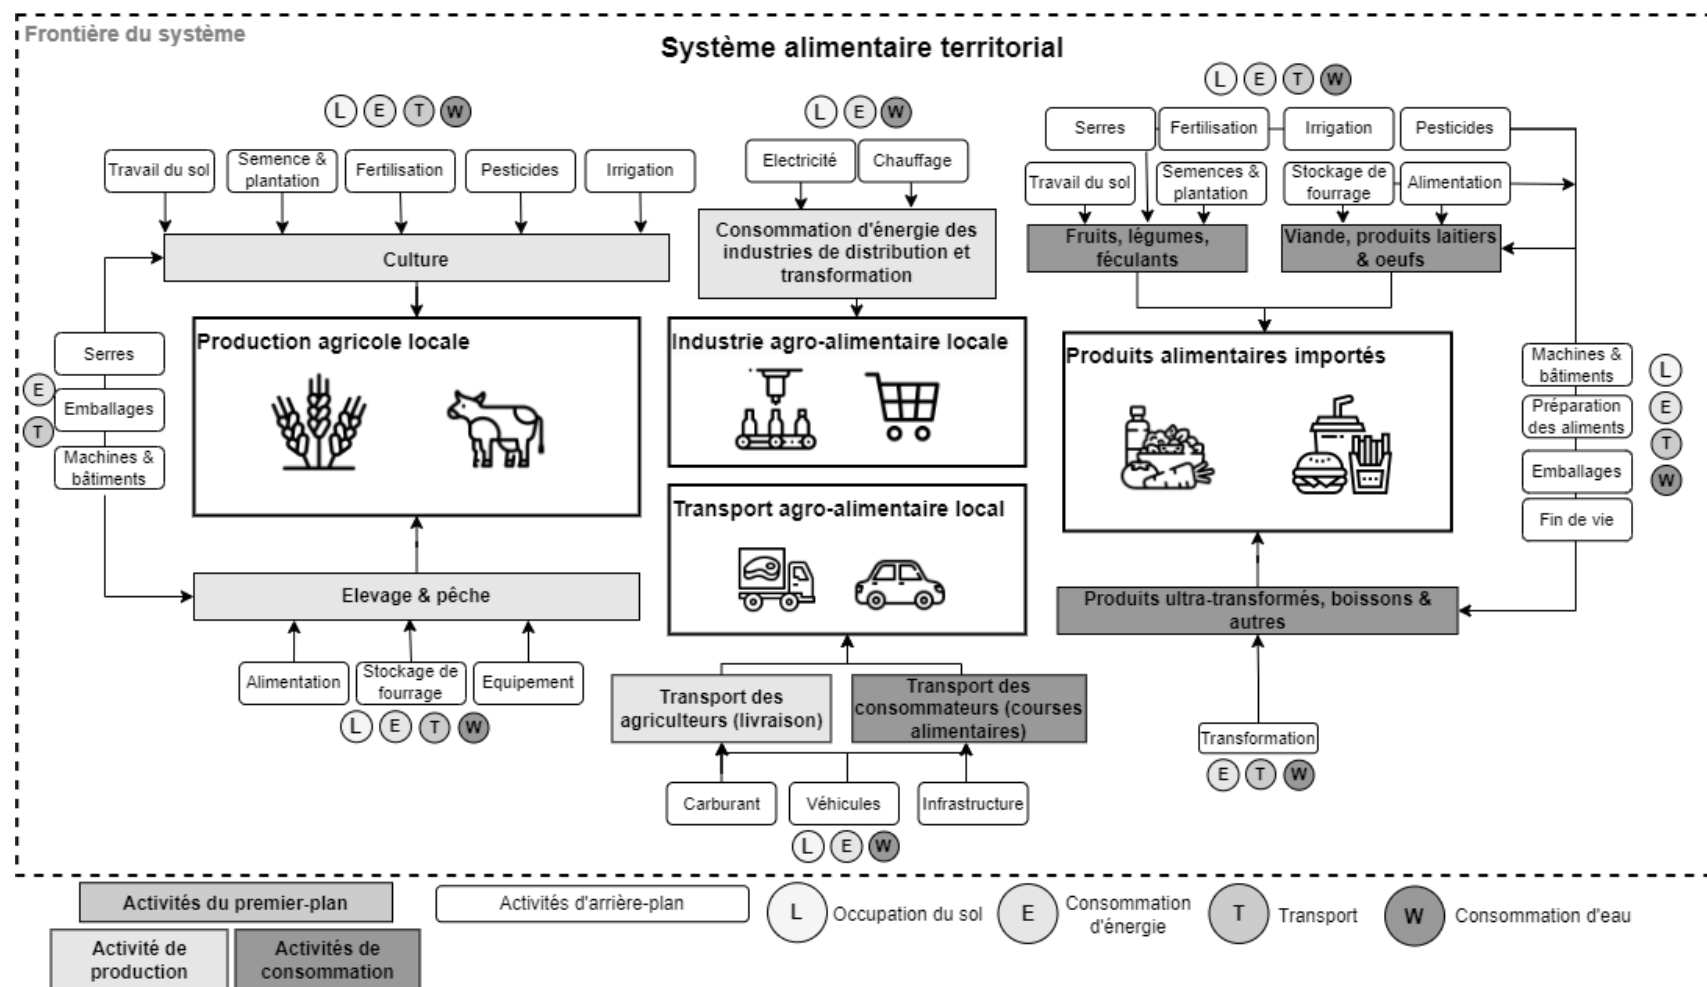 Frontière du système
Système alimentaire territorial
L E T W
L E W
L E T W
Travail du sol
Semence &
plantation
Fertilisation
Pesticides
Irrigation
Electricité
Chauffage
Serres
Fertilisation
Irrigation
Pesticides
Travail du sol
Semences &
plantation
Stockage de
fourrage
Alimentation
Culture
Consommation d'énergie des
industries de distribution et
transformation
Fruits, légumes,
féculants
Viande, produits laitiers
& oeufs
Serres
Emballages
Machines &
bâtiments
E
T
Production agricole locale
Industrie agro-alimentaire locale
Transport agro-alimentaire local
Produits alimentaires importés
Machines &
bâtiments
Préparation
des aliments
Emballages
Fin de vie
L
E
T
W
Elevage & pêche
Alimentation
Stockage de
fourrage
Equipement
L E T W
Transport des
agriculteurs (livraison)
Transport des
consommateurs (courses
alimentaires)
Carburant
Véhicules
Infrastructure
L E W
Produits ultra-transformés, boissons &
autres
Transformation
E T W
Activités du premier-plan
Activité de
production
Activités de
consommation
Activités d'arrière-plan
L Occupation du sol
E Consommation
d'énergie
T Transport
W Consommation d'eau